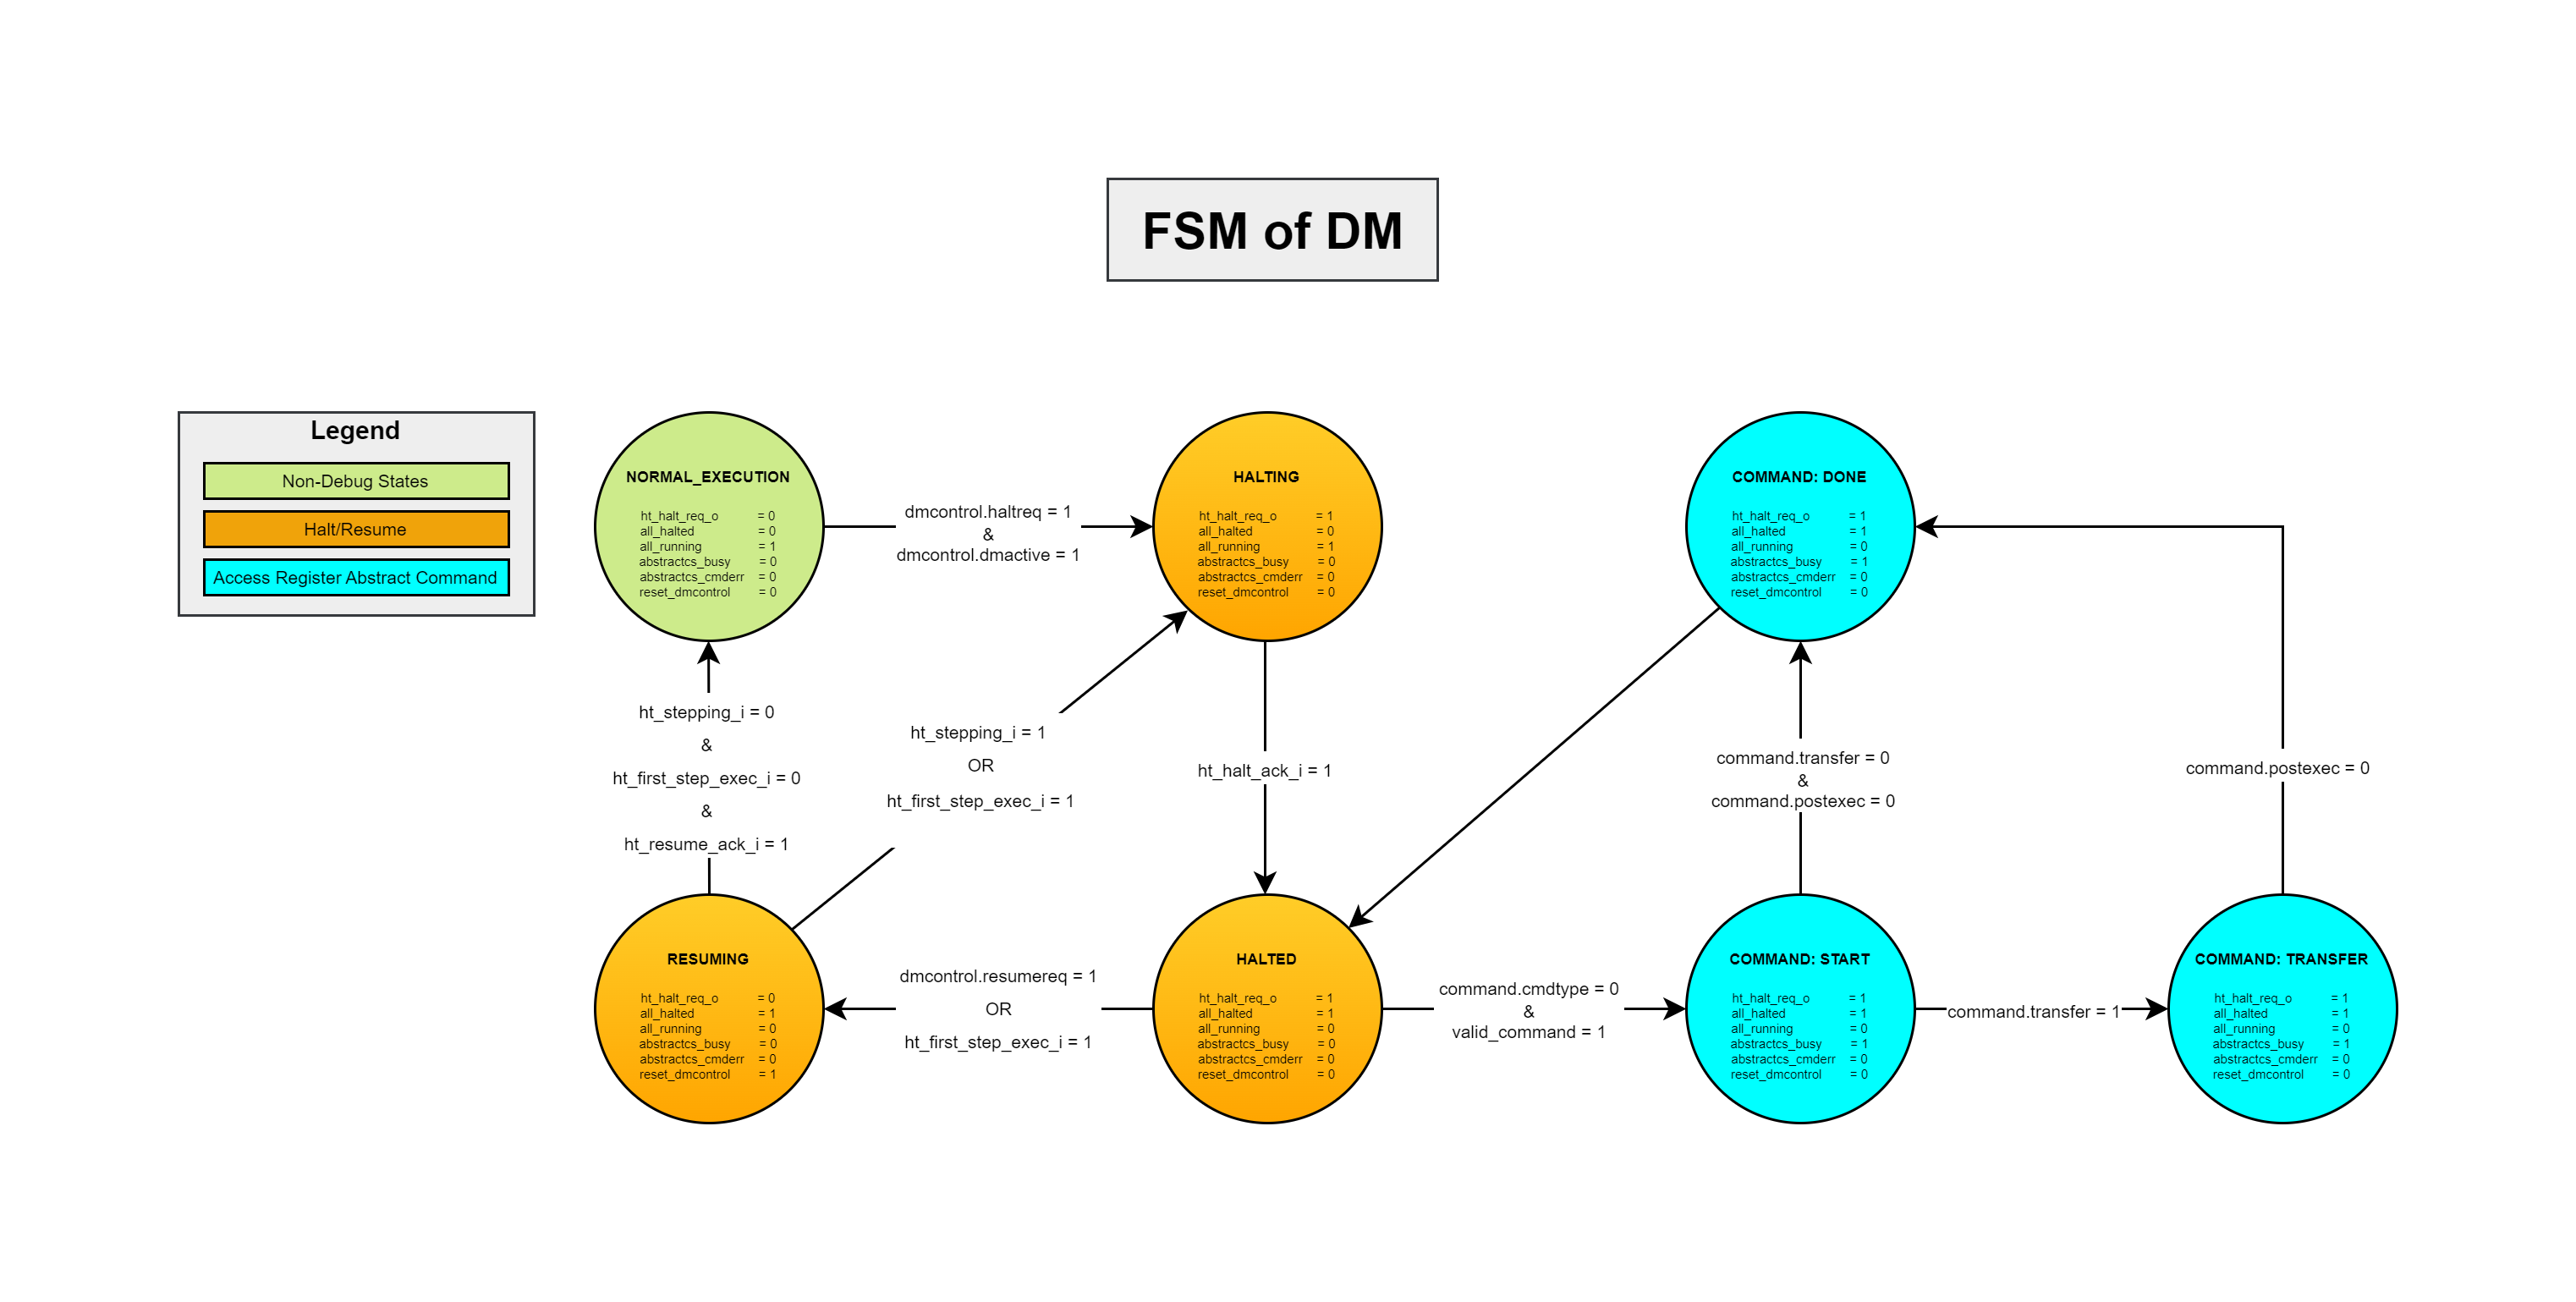 FSM of DM
Legend
Non-Debug States
Halt/Resume
Access Register Abstract Command
NORMAL_EXECUTION
ht_halt_req_o = 0
all_halted = 0
all_running = 1
abstractcs_busy = 0
abstractcs_cmderr = 0
reset_dmcontrol = 0
dmcontrol.haltreq = 1
&
dmcontrol.dmactive = 1
HALTING
ht_halt_req_o = 1
all_halted = 0
all_running = 1
abstractcs_busy = 0
abstractcs_cmderr = 0
reset_dmcontrol = 0
COMMAND: DONE
ht_halt_req_o = 1
all_halted = 1
all_running = 0
abstractcs_busy = 1
abstractcs_cmderr = 0
reset_dmcontrol = 0
ht_stepping_i = 0
&
ht_first_step_exec_i = 0
&
ht_resume_ack_i = 1
ht_stepping_i = 1
OR
ht_first_step_exec_i = 1
ht_halt_ack_i = 1
command.transfer = 0
&
command.postexec = 0
command.postexec = 0
RESUMING
ht_halt_req_o = 0
all_halted = 1
all_running = 0
abstractcs_busy = 0
abstractcs_cmderr = 0
reset_dmcontrol = 1
dmcontrol.resumereq = 1
OR
ht_first_step_exec_i = 1
HALTED
ht_halt_req_o = 1
all_halted = 1
all_running = 0
abstractcs_busy = 0
abstractcs_cmderr = 0
reset_dmcontrol = 0
command.cmdtype = 0
&
valid_command = 1
COMMAND: START
ht_halt_req_o = 1
all_halted = 1
all_running = 0
abstractcs_busy = 1
abstractcs_cmderr = 0
reset_dmcontrol = 0
command.transfer = 1
COMMAND: TRANSFER
ht_halt_req_o = 1
all_halted = 1
all_running = 0
abstractcs_busy = 1
abstractcs_cmderr = 0
reset_dmcontrol = 0